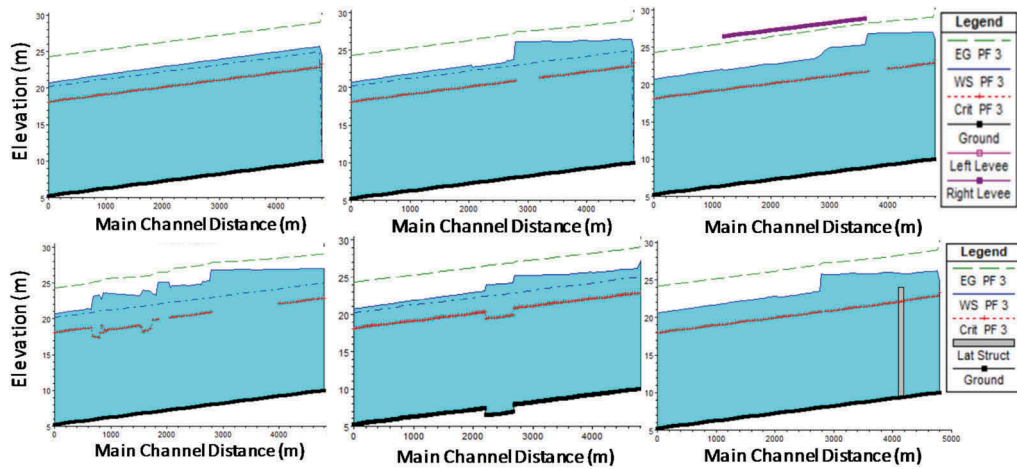 30
25
20
15
10
5
0 1000 2000 3000 4000
Elevation (m)
Main Channel Distance (m)
30
25
20
15
10
5
0 1000 2000 3000 4000
Main Channel Distance (m)
30
25
20
15
10
5
0 1000 2000 3000 4000
Main Channel Distance (m)
Legend
EG PF 3
WS PF 3
Crit PF 3
Ground
Left Levee
Right Levee
30
25
20
15
10
5
0 1000 2000 3000 4000
Elevation (m)
Main Channel Distance (m)
30
25
20
15
10
5
0 1000 2000 3000 4000
Main Channel Distance (m)
30
25
20
15
10
5
0 1000 2000 3000 4000 5000
Main Channel Distance (m)
Legend
EG PF 3
WS PF 3
Crit PF 3
Lat Struct
Ground